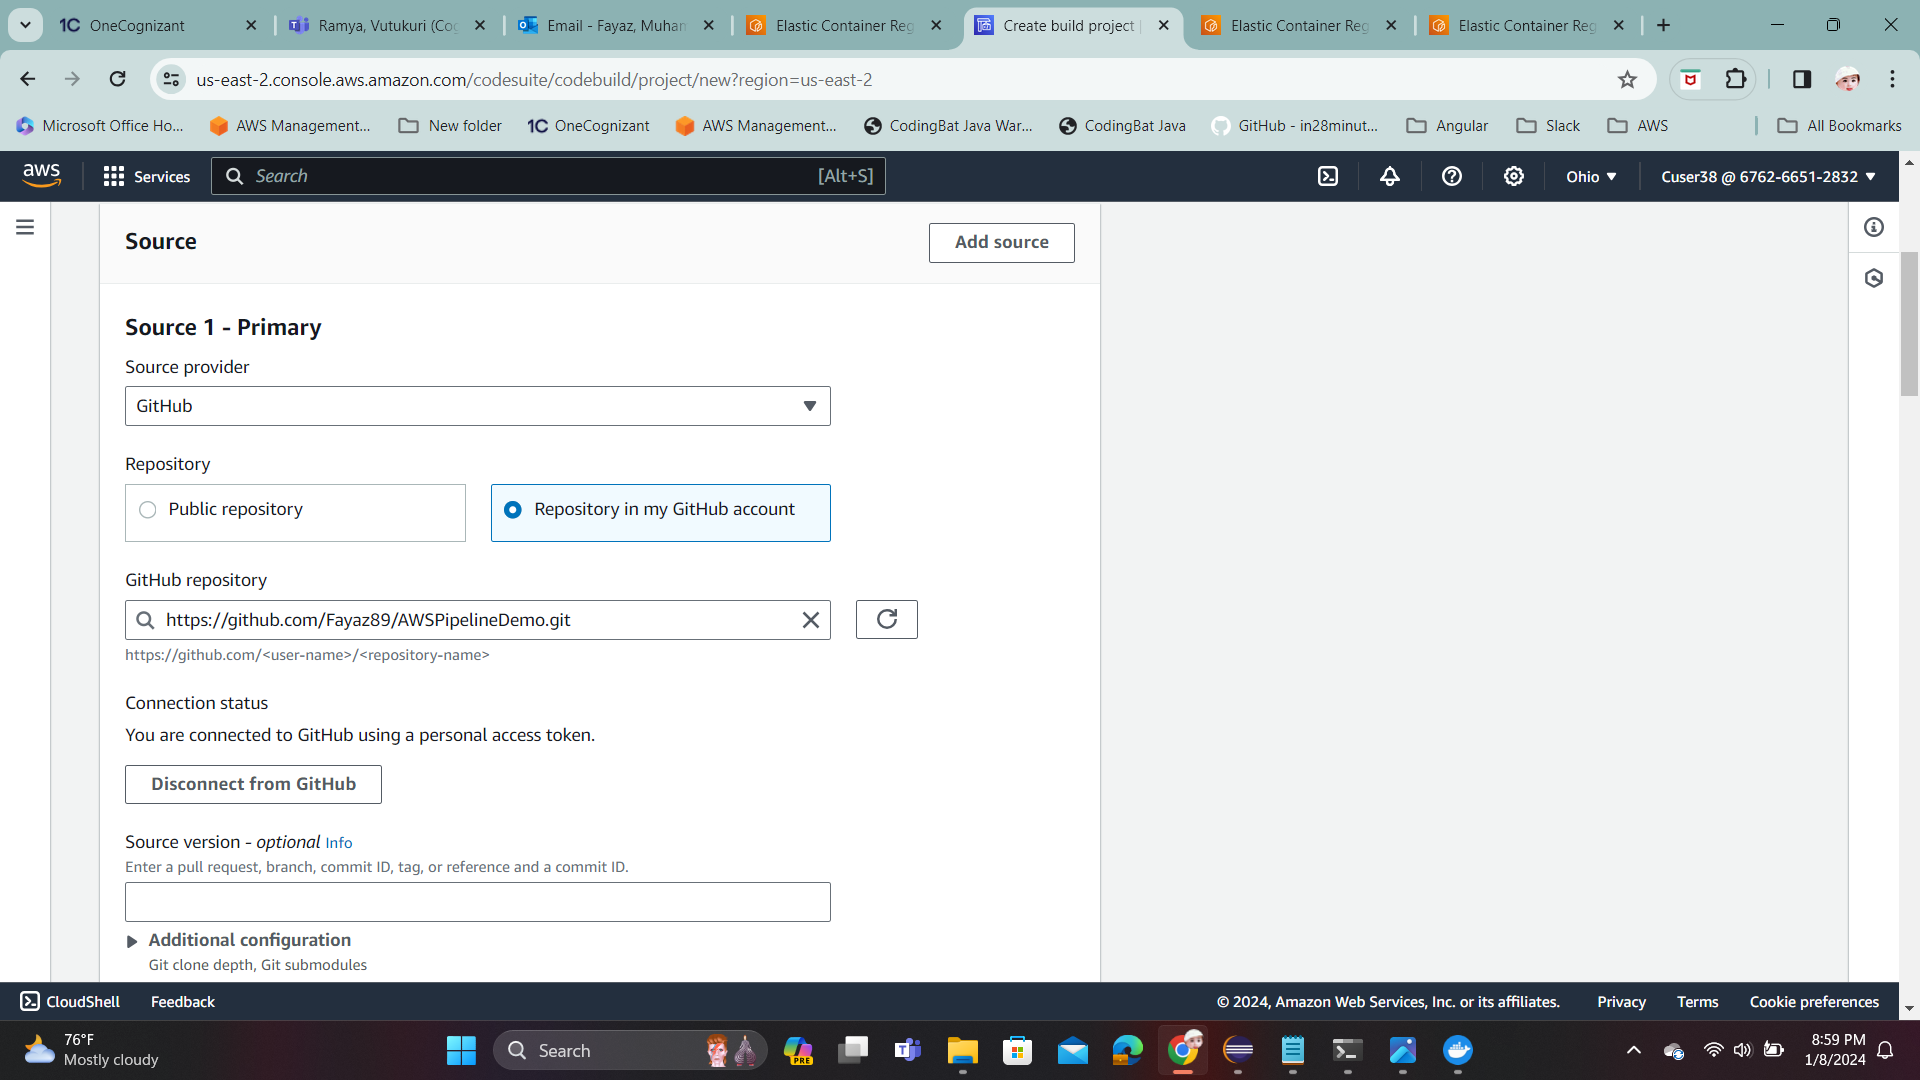 OneCognizant
Ramya, Vutukuri (Cog
Email - Fayaz, Muham
Elastic Container Reg
Create build project |
Elastic Container Reg
Elastic Container Reg
us-east-2.console.aws.amazon.com/codesuite/codebuild/project/new?region=us-east-2
Microsoft Office Ho...
AWS Management...
New folder
OneCognizant
AWS Management...
CodingBat Java War...
CodingBat Java
GitHub - in28minut...
Angular
Slack
AWS
All Bookmarks
aws
Services
Search
[Alt+S]
Ohio
Cuser38 @ 6762-6651-2832
Source
Add source
Source 1 - Primary
Source provider
GitHub
Repository
Public repository
Repository in my GitHub account
GitHub repository
https://github.com/Fayaz89/AWSPipelineDemo.git
https://github.com/<user-name>/<repository-name>
Connection status
You are connected to GitHub using a personal access token.
Disconnect from GitHub
Source version - optional Info
Enter a pull request, branch, commit ID, tag, or reference and a commit ID.
Additional configuration
Git clone depth, Git submodules
CloudShell
Feedback
© 2024, Amazon Web Services, Inc. or its affiliates.
Privacy
Terms
Cookie preferences
76°F
Mostly cloudy
Search
PRE
8:59 PM
1/8/2024